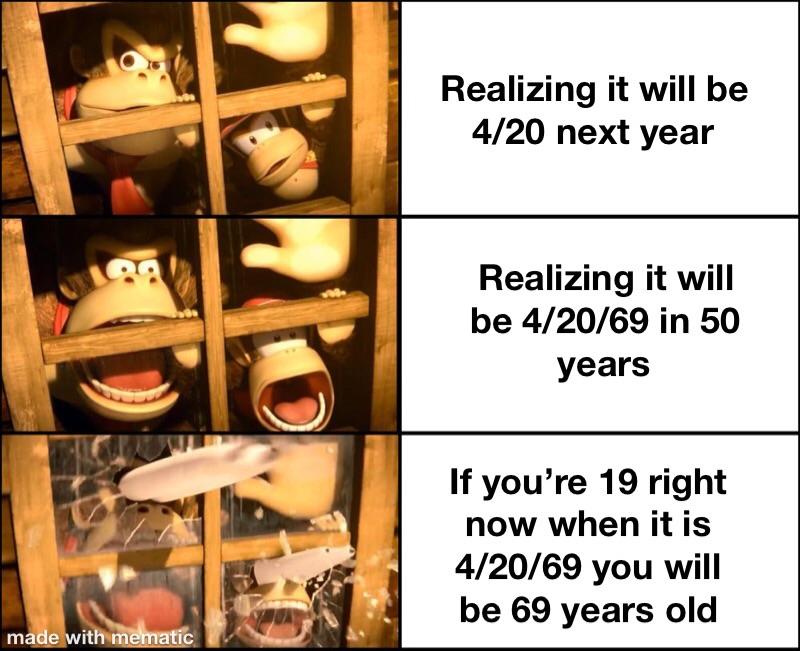 Realizing it will be
4/20 next year
Realizing it will
be 4/20/69 in 50
years
If you’re 19 right
now when it is
4/20/69 you will
be 69 years old
made with mematic